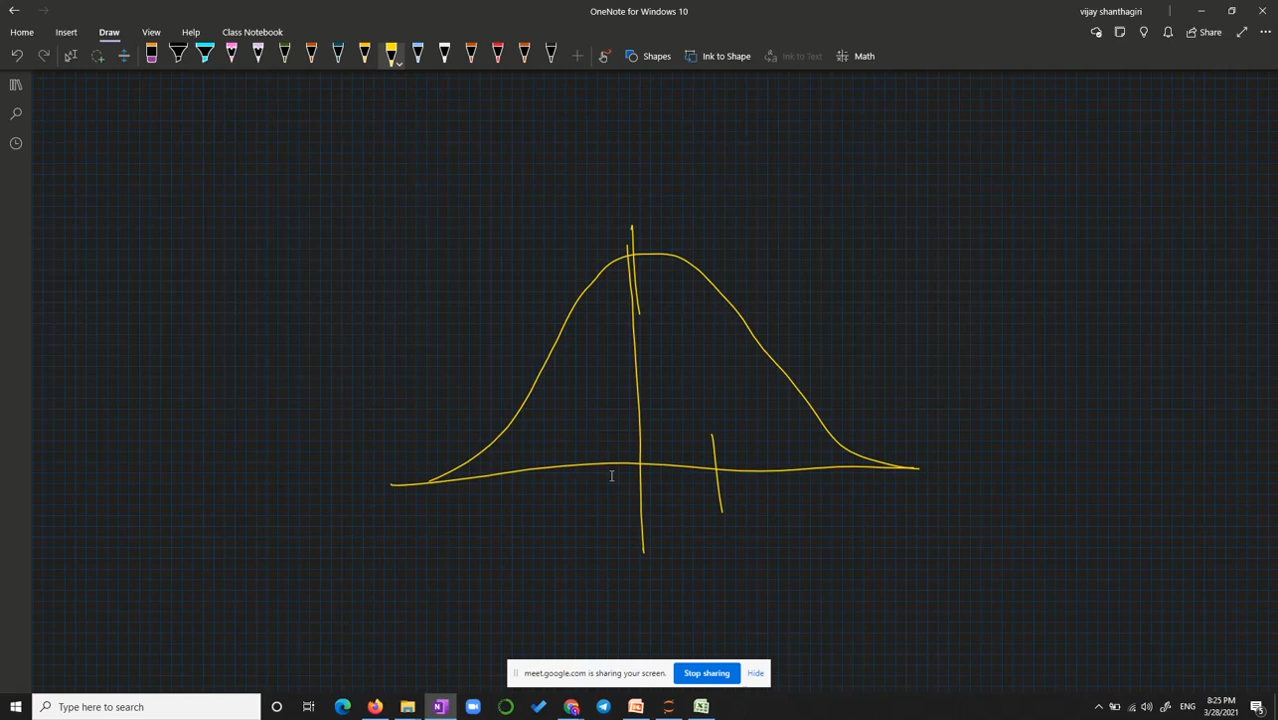 OneNote for Windows 10
vijay shanthagiri
Home Insert Draw View Help Class Notebook
Share
Shapes Ink to Shape Ink to Text Math
meet.google.com is sharing your screen. Stop sharing Hide
Type here to search
ENG 8:25 PM
3/28/2021